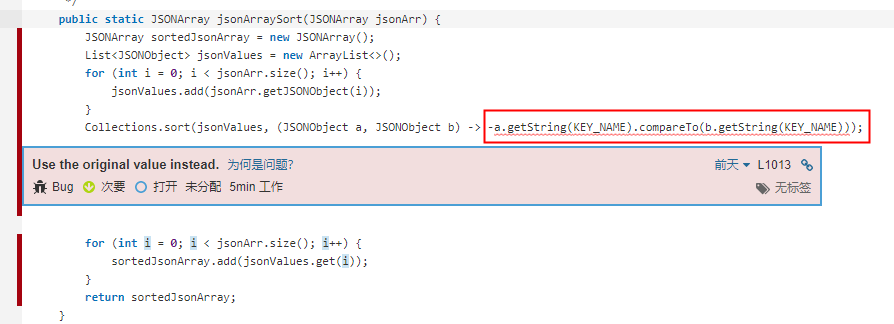 */
public static JSONArray jsonArraySort(JSONArray jsonArr) {
JSONArray sortedJsonArray = new JSONArray();
List<JSONObject> jsonValues = new ArrayList<>();
for (int i = 0; i < jsonArr.size(); i++) {
jsonValues.add(jsonArr.getJSONObject(i));
}
Collections.sort(jsonValues, (JSONObject a, JSONObject b) -> -a.getString(KEY_NAME).compareTo(b.getString(KEY_NAME)));
Use the original value instead. 为何是问题? 前天 L1013
Bug 次要 打开 未分配 5min 工作 无标签
for (int i = 0; i < jsonArr.size(); i++) {
sortedJsonArray.add(jsonValues.get(i));
}
return sortedJsonArray;
}